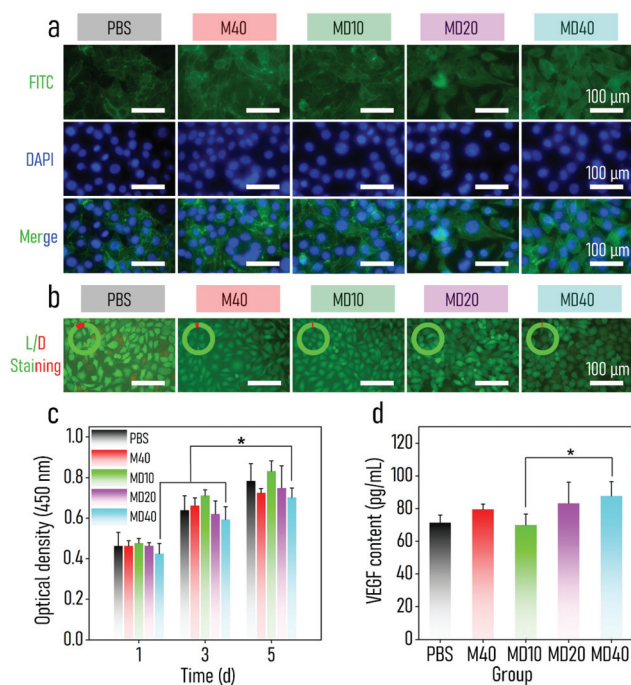 a
PBS M40 MD10 MD20 MD40
FITC
100 µm
DAPI
100 µm
Merge
100 µm
b
PBS M40 MD10 MD20 MD40
L/D
Staining
100 µm
c
Optical density (450 nm)
1.0
0.8
0.6
0.4
0.2
0.0
PBS
M40
MD10
MD20
MD40
*
1 3 5
Time (d)
d
VEGF content (pg/mL)
120
100
80
60
40
20
0
*
PBS M40 MD10 MD20 MD40
Group